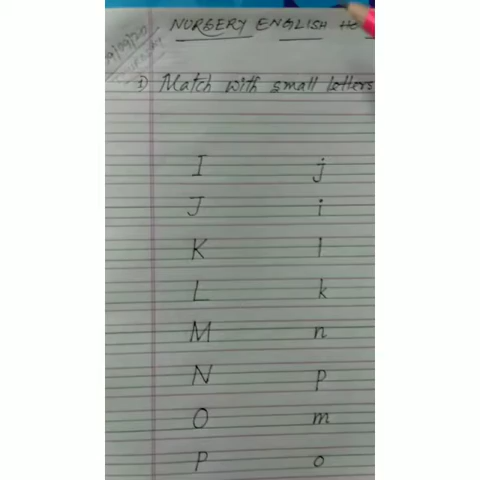 NURSERY ENGLISH
1) Match with small letters
I j
J i
K l
L k
M n
N p
O m
P o